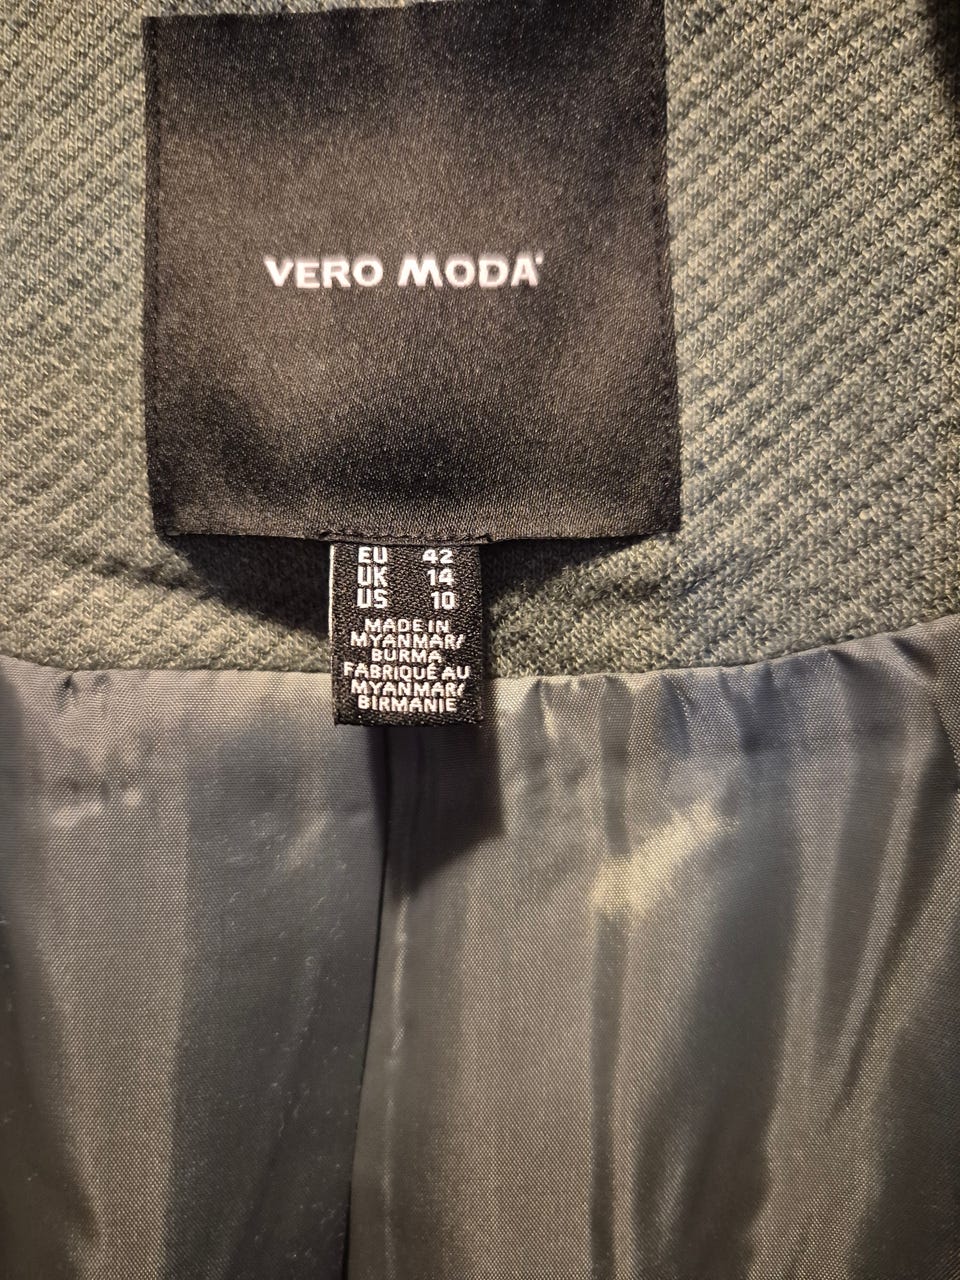 VERO MODA
EU 42
UK 14
US 10
MADE IN
MYANMAR/
BURMA
FABRIQUÉ AU
MYANMAR/
BIRMANIE